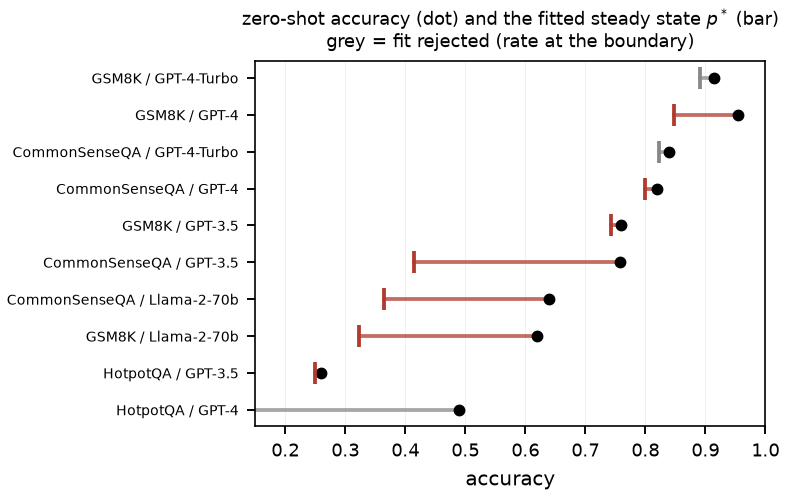 zero-shot accuracy (dot) and the fitted steady state p* (bar)
grey = fit rejected (rate at the boundary)
GSM8K / GPT-4-Turbo
GSM8K / GPT-4
CommonSenseQA / GPT-4-Turbo
CommonSenseQA / GPT-4
GSM8K / GPT-3.5
CommonSenseQA / GPT-3.5
CommonSenseQA / Llama-2-70b
GSM8K / Llama-2-70b
HotpotQA / GPT-3.5
HotpotQA / GPT-4
0.2 0.3 0.4 0.5 0.6 0.7 0.8 0.9 1.0
accuracy